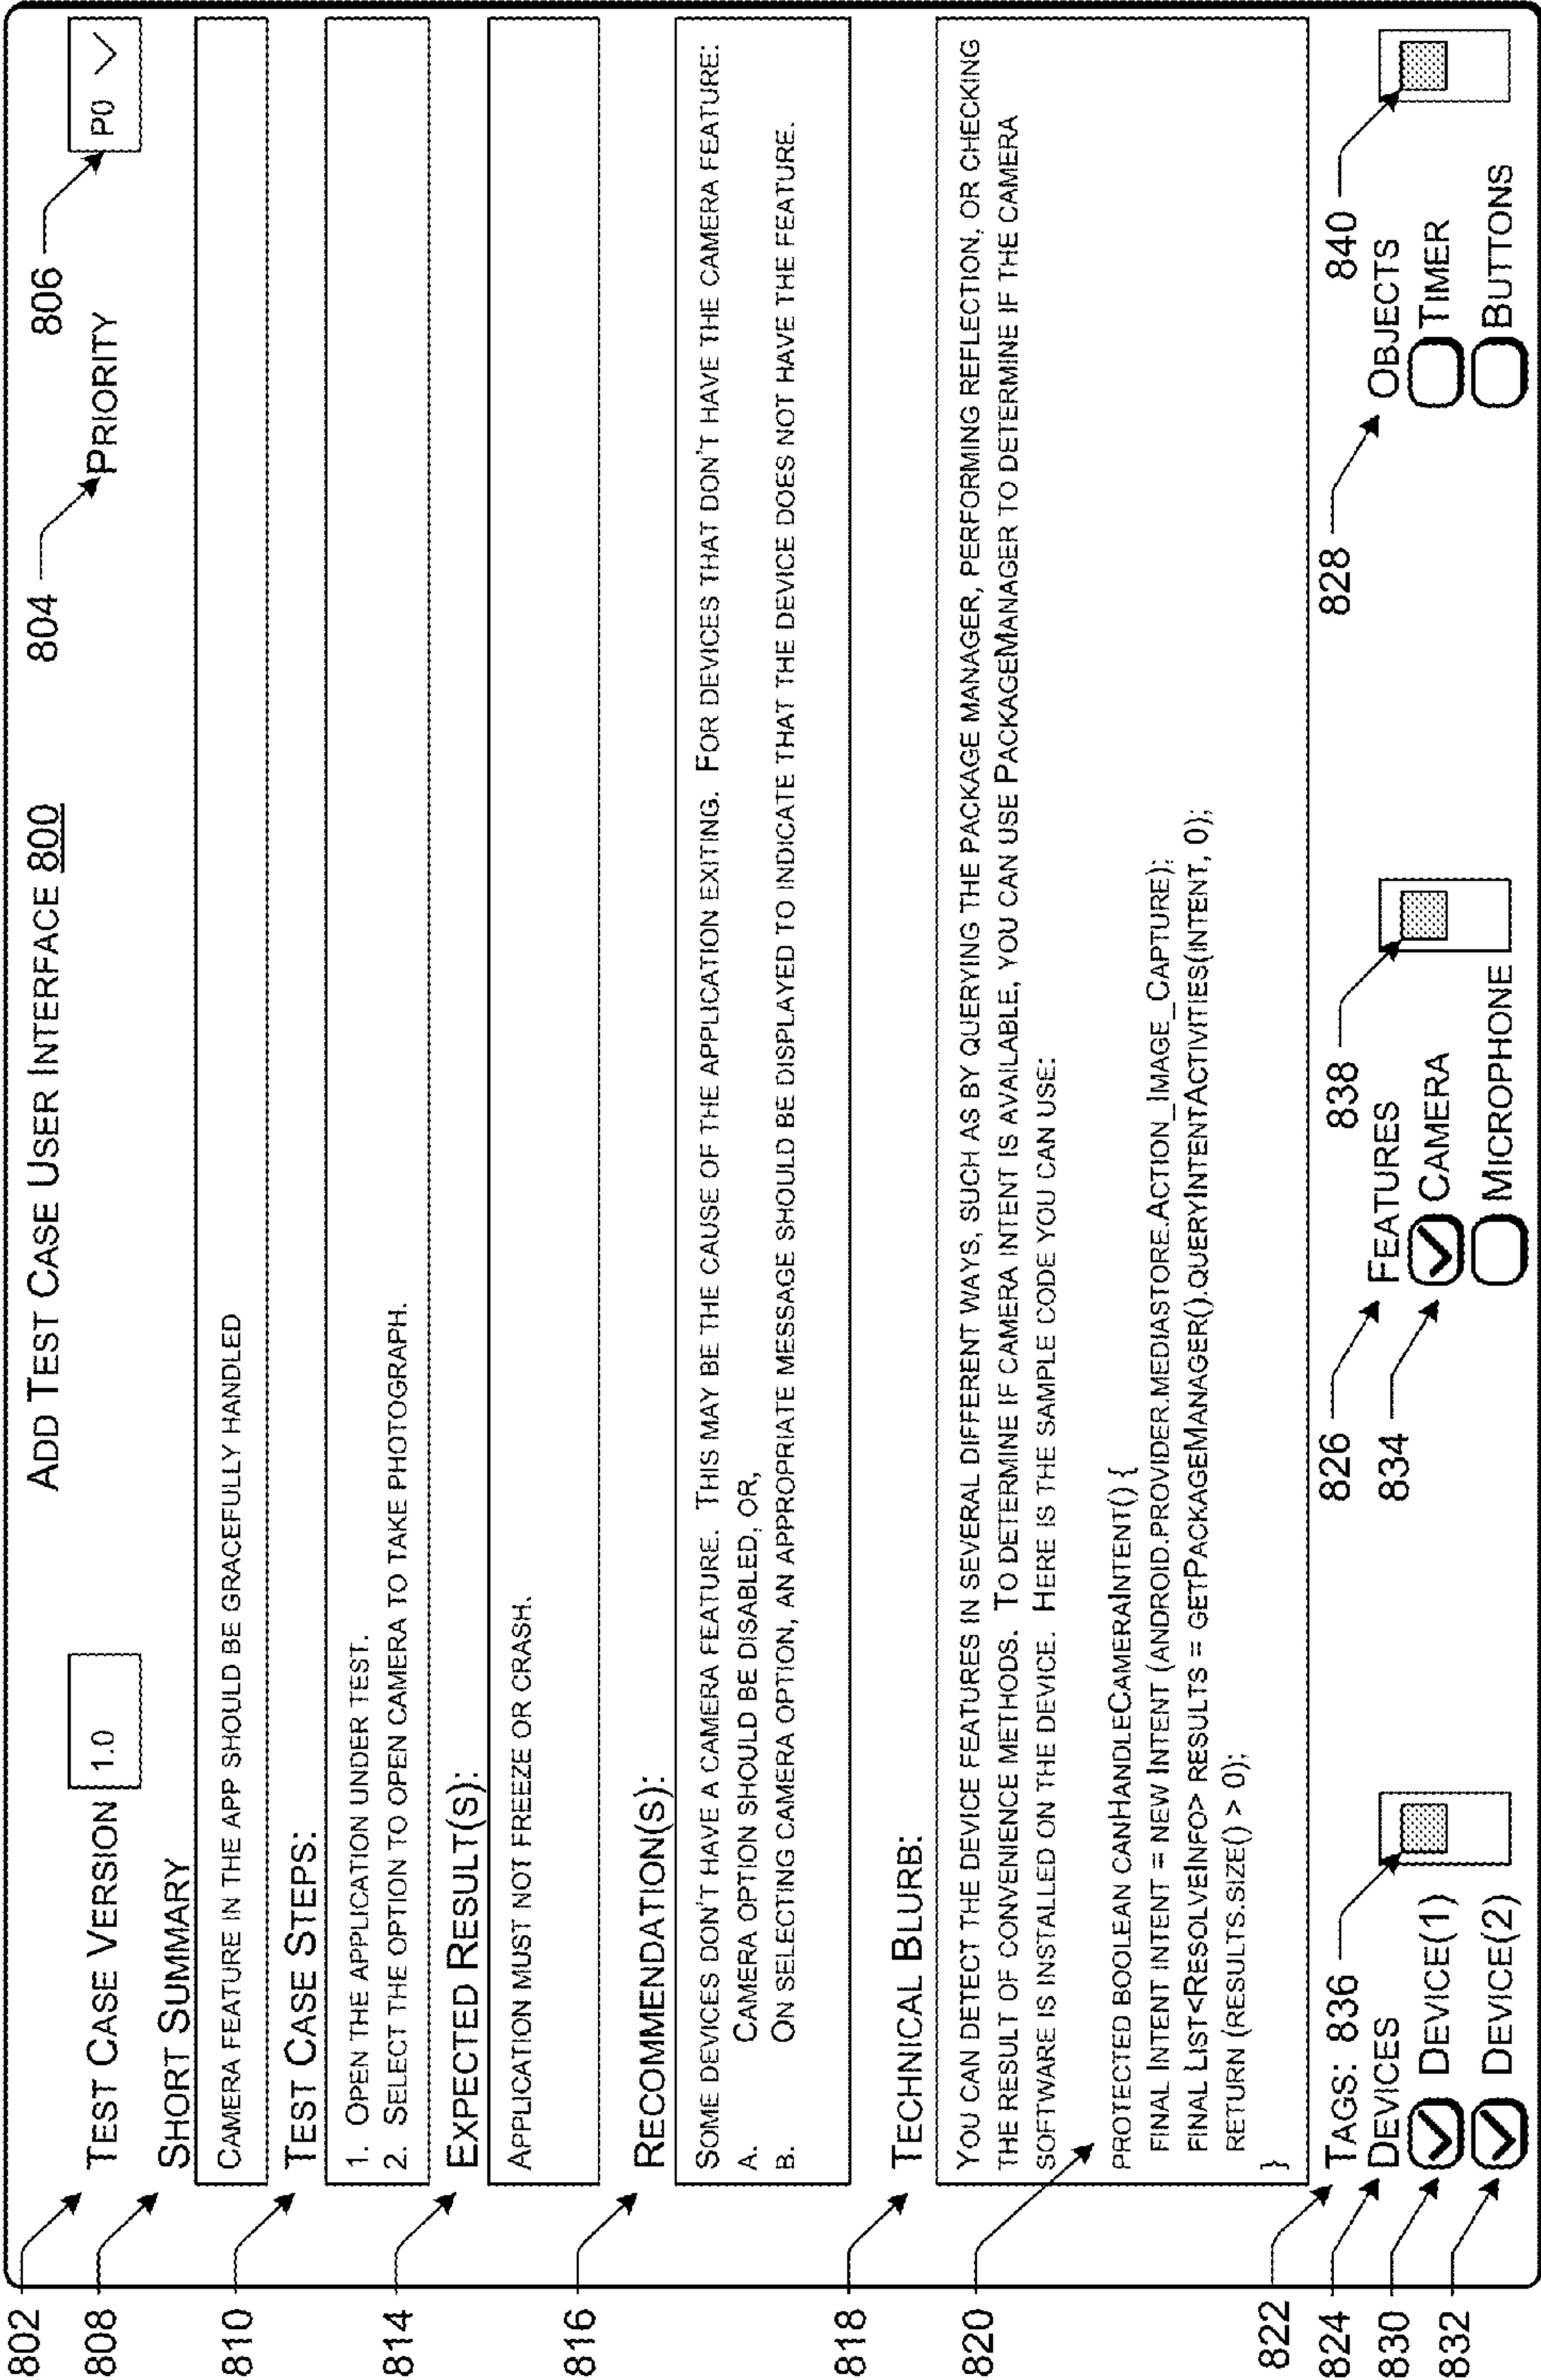 ADD TEST CASE USER INTERFACE 800
804
806
802
TEST CASE VERSION 1.0
PRIORITY
P0
808
SHORT SUMMARY
CAMERA FEATURE IN THE APP SHOULD BE GRACEFULLY HANDLED
810
TEST CASE STEPS:
1. OPEN THE APPLICATION UNDER TEST.
2. SELECT THE OPTION TO OPEN CAMERA TO TAKE PHOTOGRAPH.
814
EXPECTED RESULT(S):
APPLICATION MUST NOT FREEZE OR CRASH.
816
RECOMMENDATION(S):
SOME DEVICES DON'T HAVE A CAMERA FEATURE. THIS MAY BE THE CAUSE OF THE APPLICATION EXITING. FOR DEVICES THAT DON'T HAVE THE CAMERA FEATURE:
A. CAMERA OPTION SHOULD BE DISABLED, OR,
B. ON SELECTING CAMERA OPTION, AN APPROPRIATE MESSAGE SHOULD BE DISPLAYED TO INDICATE THAT THE DEVICE DOES NOT HAVE THE FEATURE.
818
TECHNICAL BLURB:
YOU CAN DETECT THE DEVICE FEATURES IN SEVERAL DIFFERENT WAYS, SUCH AS BY QUERYING THE PACKAGE MANAGER, PERFORMING REFLECTION, OR CHECKING
THE RESULT OF CONVENIENCE METHODS. TO DETERMINE IF CAMERA INTENT IS AVAILABLE, YOU CAN USE PACKAGEMANAGER TO DETERMINE IF THE CAMERA
SOFTWARE IS INSTALLED ON THE DEVICE. HERE IS THE SAMPLE CODE YOU CAN USE:
820
PROTECTED BOOLEAN CANHANDLECAMERAINTENT() {
FINAL INTENT INTENT = NEW INTENT (ANDROID.PROVIDER.MEDIASTORE.ACTION_IMAGE_CAPTURE);
FINAL LIST<RESOLVEINFO> RESULTS = GETPACKAGEMANAGER().QUERYINTENTACTIVITIES(INTENT, 0);
RETURN (RESULTS.SIZE() > 0);
}
822
TAGS: 836
826
838
828
840
824
DEVICES
834
FEATURES
OBJECTS
830
DEVICE(1)
CAMERA
TIMER
832
DEVICE(2)
MICROPHONE
BUTTONS